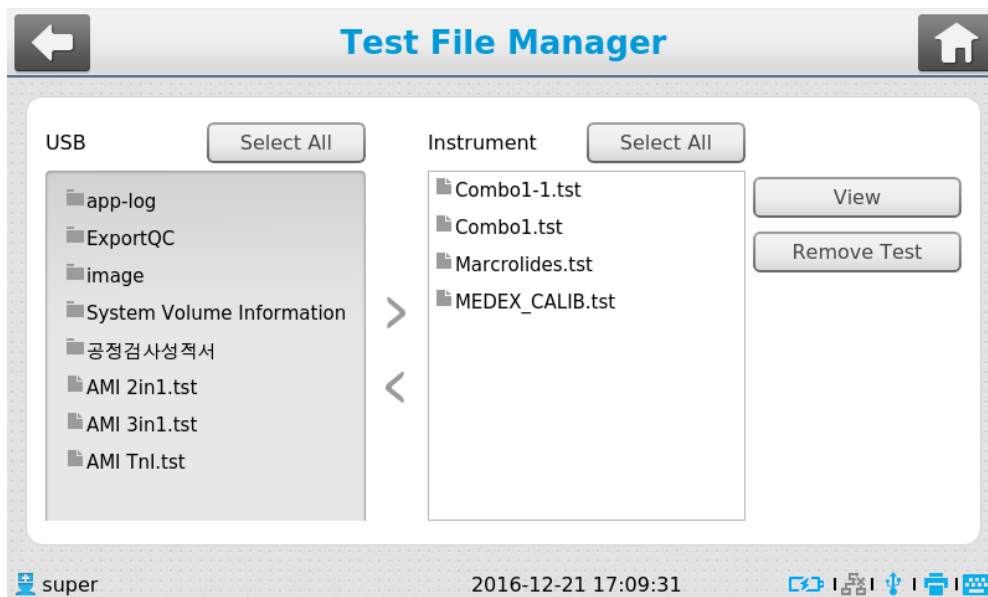 Test File Manager
USB
Select All
Instrument
Select All
app-log
ExportQC
image
System Volume Information
공정검사성적서
AMI 2in1.tst
AMI 3in1.tst
AMI TnI.tst
Combo1-1.tst
Combo1.tst
Marcrolides.tst
MEDEX_CALIB.tst
View
Remove Test
super
2016-12-21 17:09:31